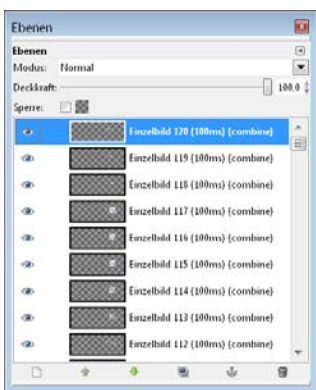 Ebenen
Ebenen
Modus: Normal
Deckkraft: 100,0
Sperre:
Einzelbild 120 (100ms) (combine)
Einzelbild 119 (100ms) (combine)
Einzelbild 118 (100ms) (combine)
Einzelbild 117 (100ms) (combine)
Einzelbild 116 (100ms) (combine)
Einzelbild 115 (100ms) (combine)
Einzelbild 114 (100ms) (combine)
Einzelbild 113 (100ms) (combine)
Einzelbild 112 (100ms) (combine)